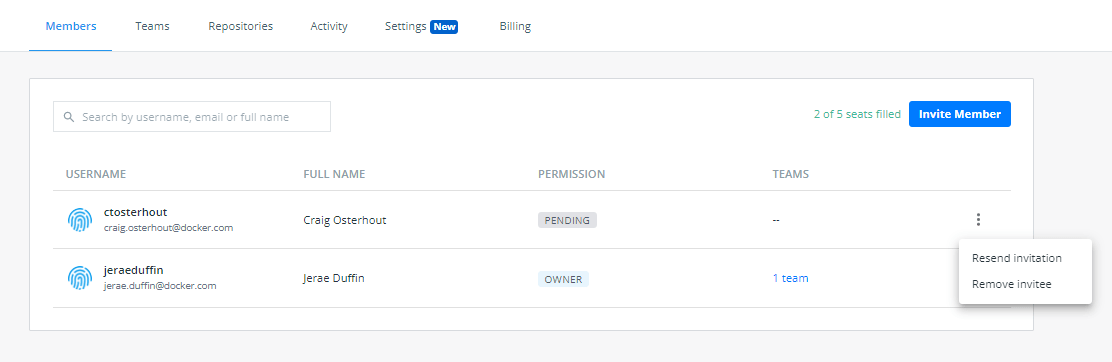 Members Teams Repositories Activity Settings New Billing
Search by username, email or full name 2 of 5 seats filled Invite Member
USERNAME FULL NAME PERMISSION TEAMS
ctosterhout
craig.osterhout@docker.com Craig Osterhout PENDING --
Resend invitation
jeraeduffin
jerae.duffin@docker.com Jerae Duffin OWNER 1 team
Remove invitee